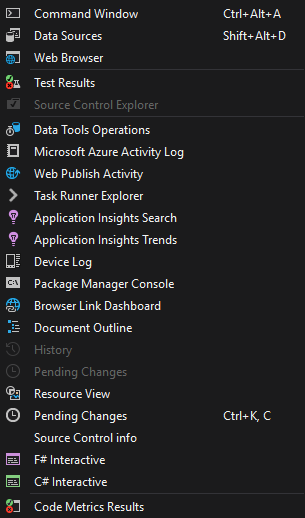 Command Window Ctrl+Alt+A
Data Sources Shift+Alt+D
Web Browser
Test Results
Source Control Explorer
Data Tools Operations
Microsoft Azure Activity Log
Web Publish Activity
Task Runner Explorer
Application Insights Search
Application Insights Trends
Device Log
C:\ Package Manager Console
Browser Link Dashboard
Document Outline
History
Pending Changes
Resource View
Pending Changes Ctrl+K, C
Source Control info
F# Interactive
C# Interactive
Code Metrics Results